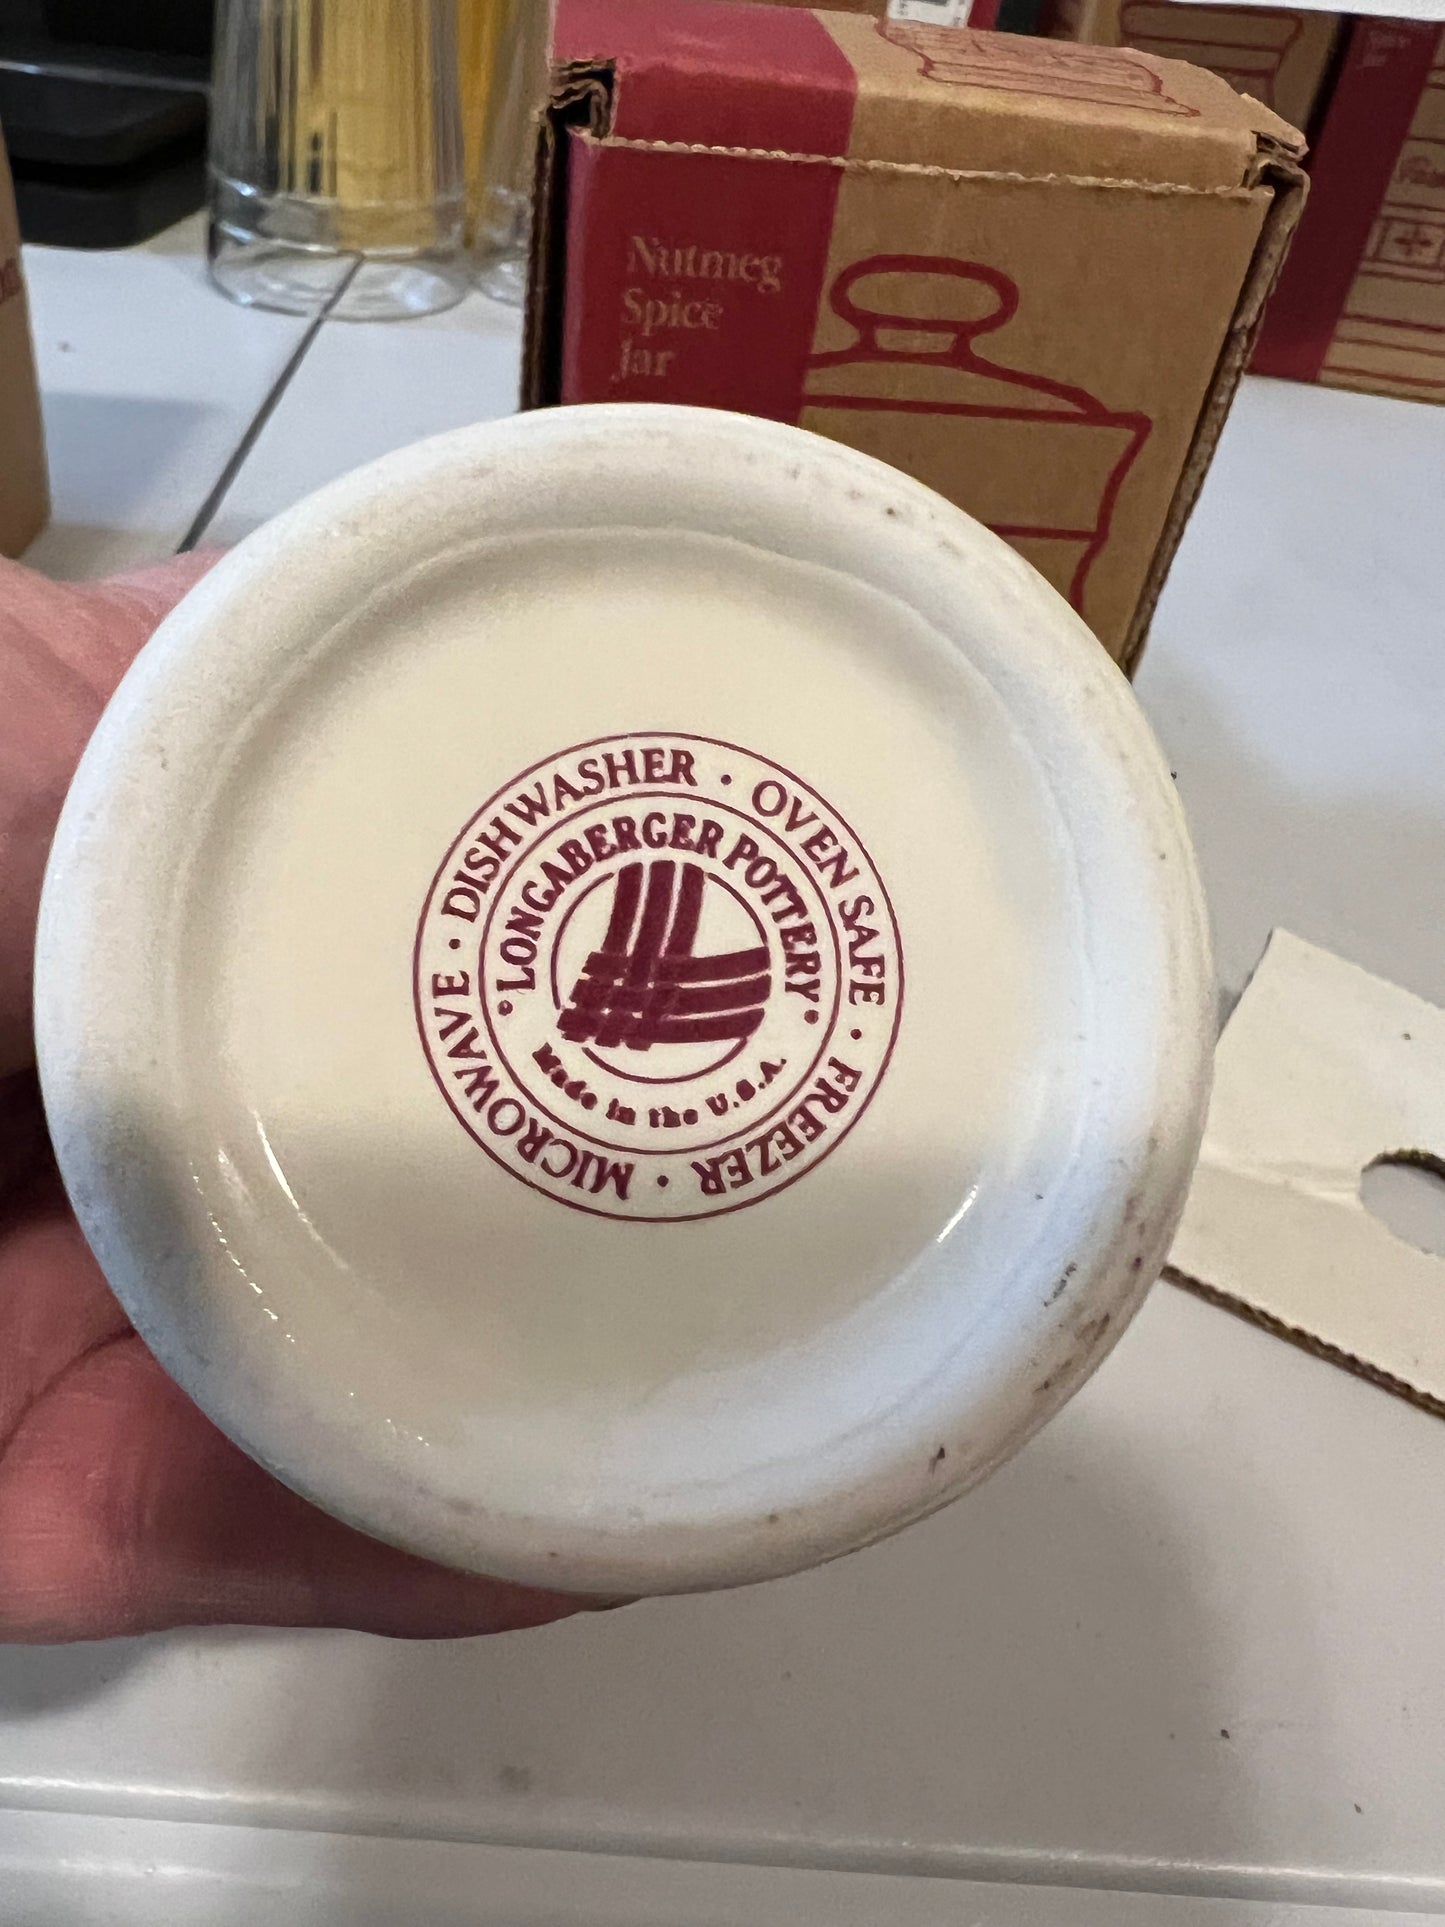 Nutmeg
Spice
Jar
MICROWAVE · DISHWASHER · OVEN SAFE · FREEZER ·
• LONGABERGER POTTERY •
Made in the U.S.A.